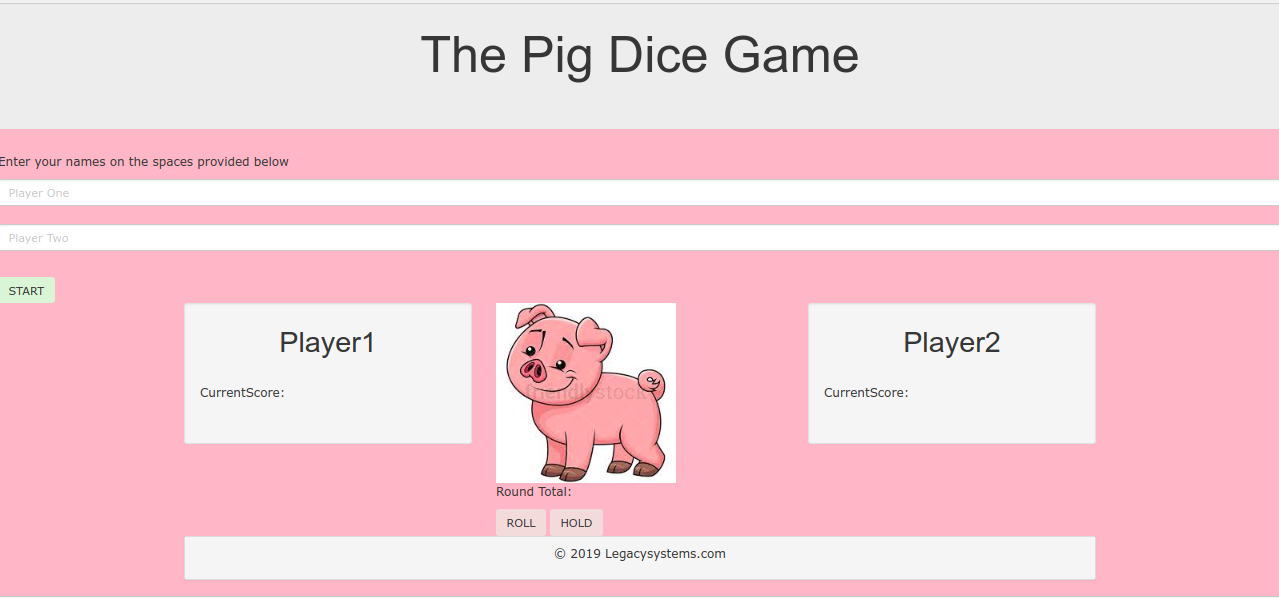 The Pig Dice Game
Enter your names on the spaces provided below
Player One
Player Two
START
Player1
CurrentScore:
friendlystock
Round Total:
ROLL HOLD
Player2
CurrentScore:
© 2019 Legacysystems.com